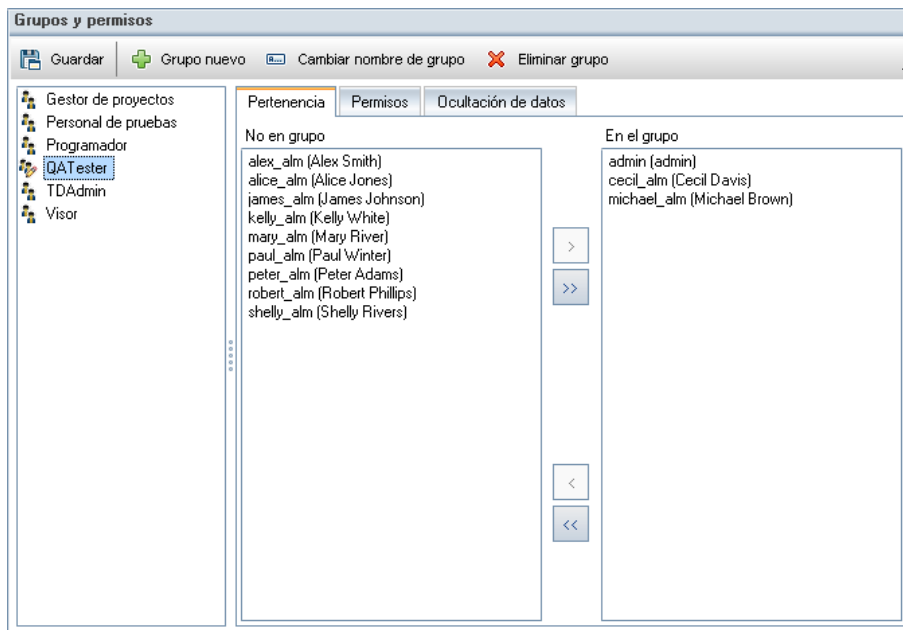 Grupos y permisos
Guardar Grupo nuevo Cambiar nombre de grupo Eliminar grupo
Gestor de proyectos
Personal de pruebas
Programador
QATester
TDAdmin
Visor
Pertenencia Permisos Ocultación de datos
No en grupo
alex_alm (Alex Smith)
alice_alm (Alice Jones)
james_alm (James Johnson)
kelly_alm (Kelly White)
mary_alm (Mary River)
paul_alm (Paul Winter)
peter_alm (Peter Adams)
robert_alm (Robert Phillips)
shelly_alm (Shelly Rivers)
>
>>
<
<<
En el grupo
admin (admin)
cecil_alm (Cecil Davis)
michael_alm (Michael Brown)